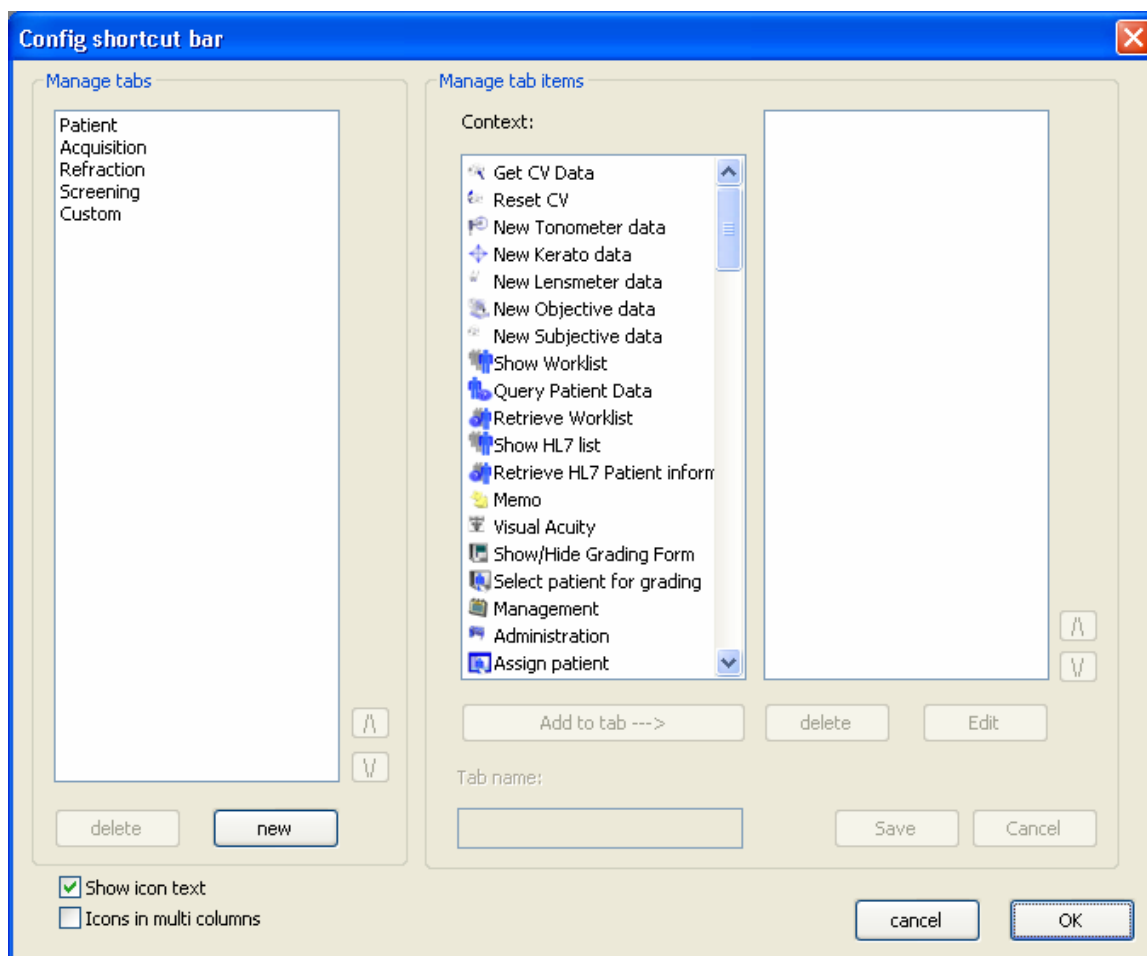 Config shortcut bar
Manage tabs
Patient
Acquisition
Refraction
Screening
Custom
delete
new
Manage tab items
Context:
Get CV Data
Reset CV
New Tonometer data
New Kerato data
New Lensmeter data
New Objective data
New Subjective data
Show Worklist
Query Patient Data
Retrieve Worklist
Show HL7 list
Retrieve HL7 Patient inform
Memo
Visual Acuity
Show/Hide Grading Form
Select patient for grading
Management
Administration
Assign patient
Add to tab --->
delete
Edit
Tab name:
Save
Cancel
Show icon text
Icons in multi columns
cancel
OK